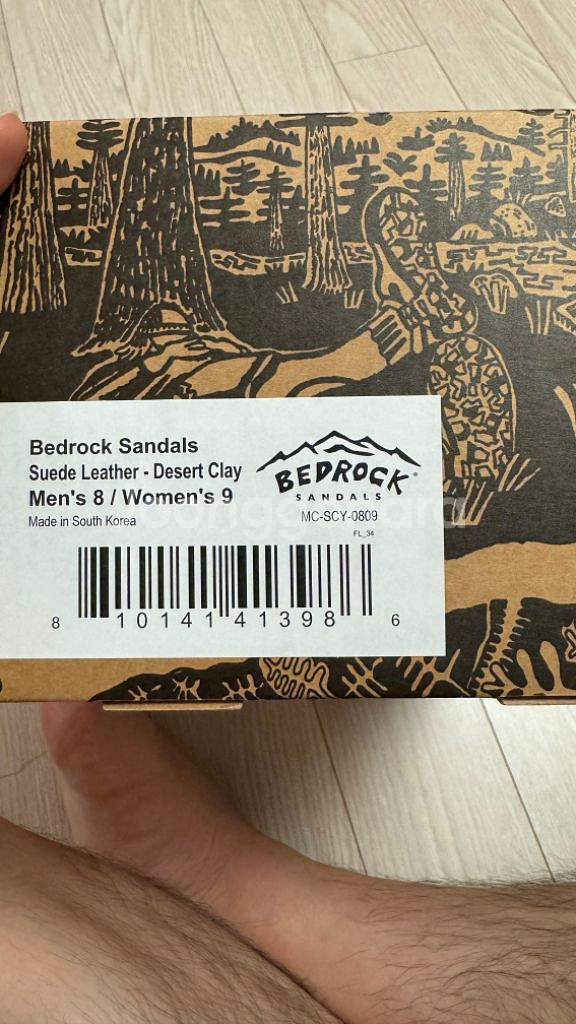 Bedrock Sandals
Suede Leather - Desert Clay
Men's 8 / Women's 9
Made in South Korea
BEDROCK
SANDALS
MC-SCY-0809
FL_34
8 10141 41398 6